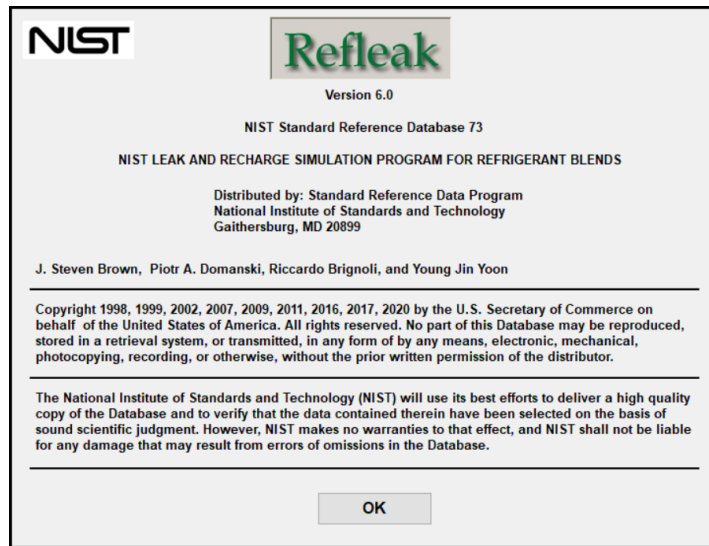 NIST
Refleak
Version 6.0
NIST Standard Reference Database 73
NIST LEAK AND RECHARGE SIMULATION PROGRAM FOR REFRIGERANT BLENDS
Distributed by: Standard Reference Data Program
National Institute of Standards and Technology
Gaithersburg, MD 20899
J. Steven Brown, Piotr A. Domanski, Riccardo Brignoli, and Young Jin Yoon
Copyright 1998, 1999, 2002, 2007, 2009, 2011, 2016, 2017, 2020 by the U.S. Secretary of Commerce on
behalf of the United States of America. All rights reserved. No part of this Database may be reproduced,
stored in a retrieval system, or transmitted, in any form of by any means, electronic, mechanical,
photocopying, recording, or otherwise, without the prior written permission of the distributor.
The National Institute of Standards and Technology (NIST) will use its best efforts to deliver a high quality
copy of the Database and to verify that the data contained therein have been selected on the basis of
sound scientific judgment. However, NIST makes no warranties to that effect, and NIST shall not be liable
for any damage that may result from errors of omissions in the Database.
OK